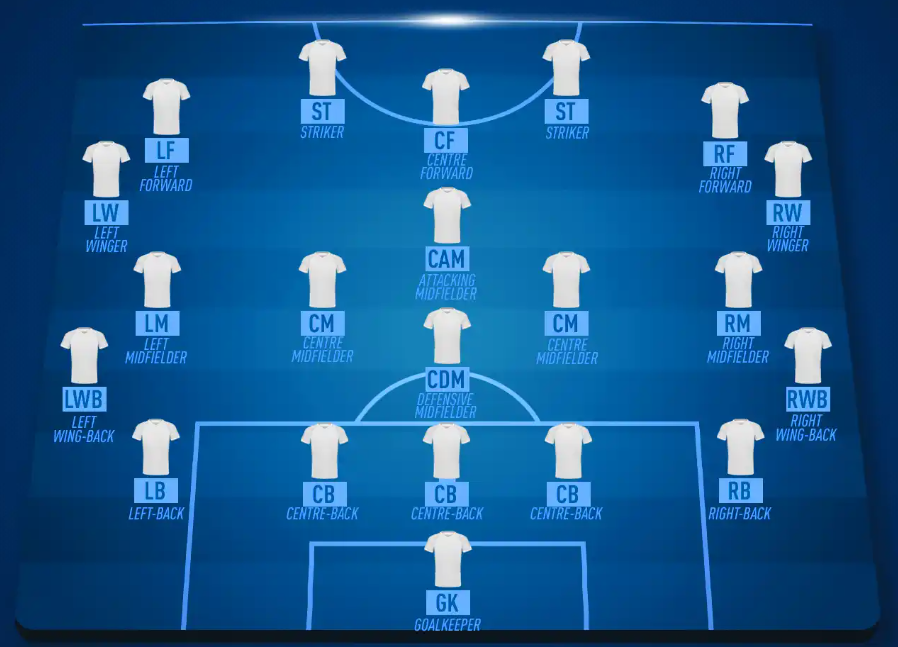 ST
STRIKER
ST
STRIKER
CF
CENTRE
FORWARD
LF
LEFT
FORWARD
RF
RIGHT
FORWARD
LW
LEFT
WINGER
RW
RIGHT
WINGER
CAM
ATTACKING
MIDFIELDER
LM
LEFT
MIDFIELDER
CM
CENTRE
MIDFIELDER
CM
CENTRE
MIDFIELDER
RM
RIGHT
MIDFIELDER
CDM
DEFENSIVE
MIDFIELDER
LWB
LEFT
WING-BACK
RWB
RIGHT
WING-BACK
LB
LEFT-BACK
CB
CENTRE-BACK
CB
CENTRE-BACK
CB
CENTRE-BACK
RB
RIGHT-BACK
GK
GOALKEEPER